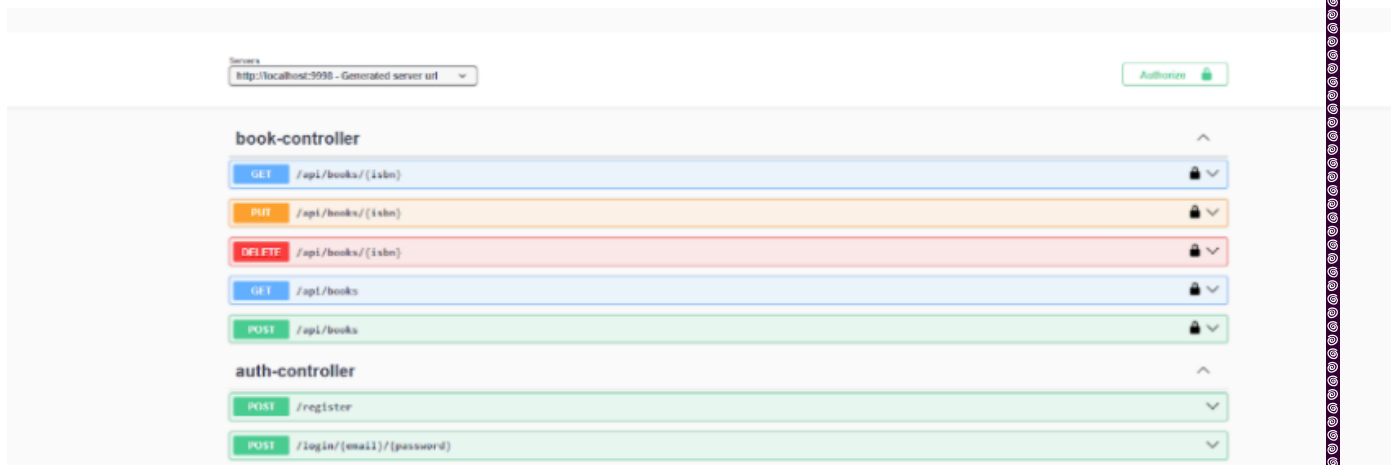 Servers
http://localhost:9998 - Generated server url
Authorize
book-controller
GET /api/books/{isbn}
PUT /api/books/{isbn}
DELETE /api/books/{isbn}
GET /api/books
POST /api/books
auth-controller
POST /register
POST /login/{email}/{password}